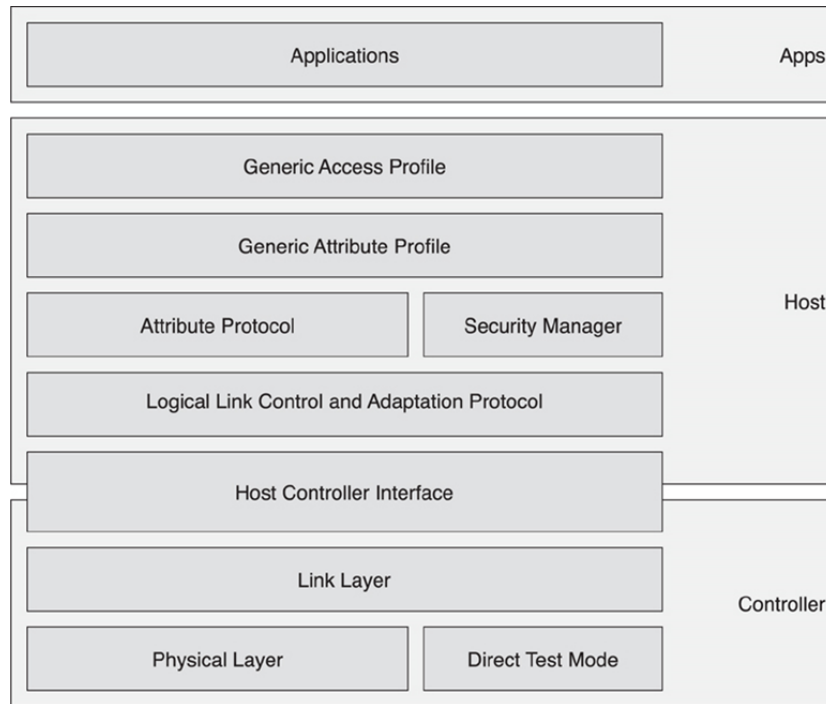 Applications
Apps
Generic Access Profile
Generic Attribute Profile
Host
Attribute Protocol
Security Manager
Logical Link Control and Adaptation Protocol
Host Controller Interface
Link Layer
Controller
Physical Layer
Direct Test Mode